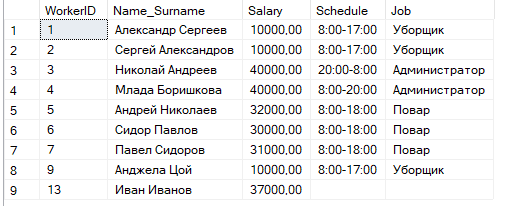 WorkerID Name_Surname Salary Schedule Job
1 1 Александр Сергеев 10000,00 8:00-17:00 Уборщик
2 2 Сергей Александров 10000,00 8:00-17:00 Уборщик
3 3 Николай Андреев 40000,00 20:00-8:00 Администратор
4 4 Млада Боришкова 40000,00 8:00-20:00 Администратор
5 5 Андрей Николаев 32000,00 8:00-18:00 Повар
6 6 Сидор Павлов 30000,00 8:00-18:00 Повар
7 7 Павел Сидоров 31000,00 8:00-18:00 Повар
8 9 Анджела Цой 10000,00 8:00-17:00 Уборщик
9 13 Иван Иванов 37000,00